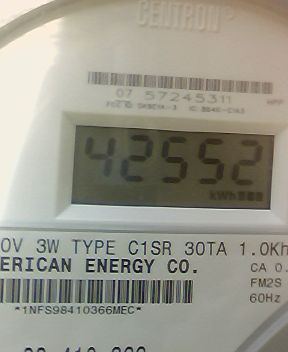 CENTRON®
07 57245311
42552
kWh
0V 3W TYPE C1SR 30TA 1.0Kh
ERICAN ENERGY CO.
CA 0.
FM2S
60Hz
*1NFS98410366MEC*